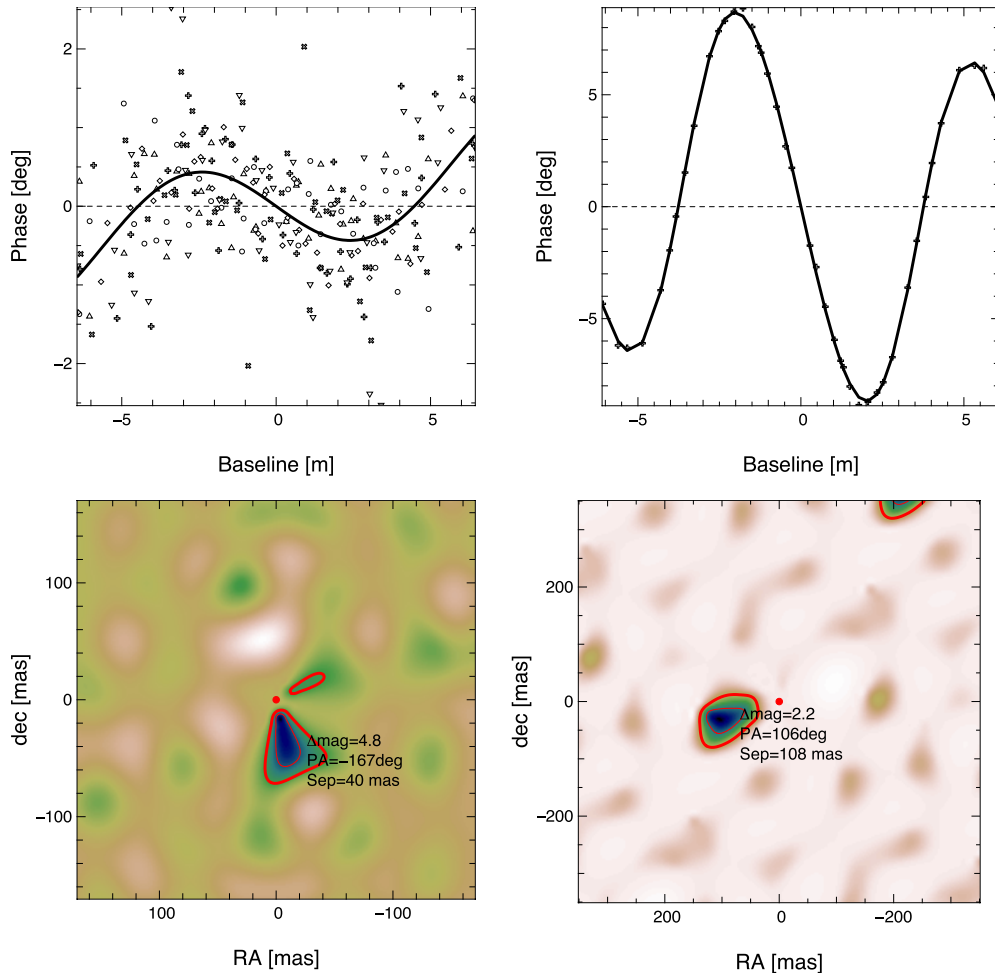 2
0
−2
Phase [deg]
−5
0
5
Baseline [m]
5
0
−5
Phase [deg]
−5
0
5
Baseline [m]
100
0
−100
dec [mas]
Δmag=4.8
PA=−167deg
Sep=40 mas
100
0
−100
RA [mas]
200
0
−200
dec [mas]
Δmag=2.2
PA=106deg
Sep=108 mas
200
0
−200
RA [mas]